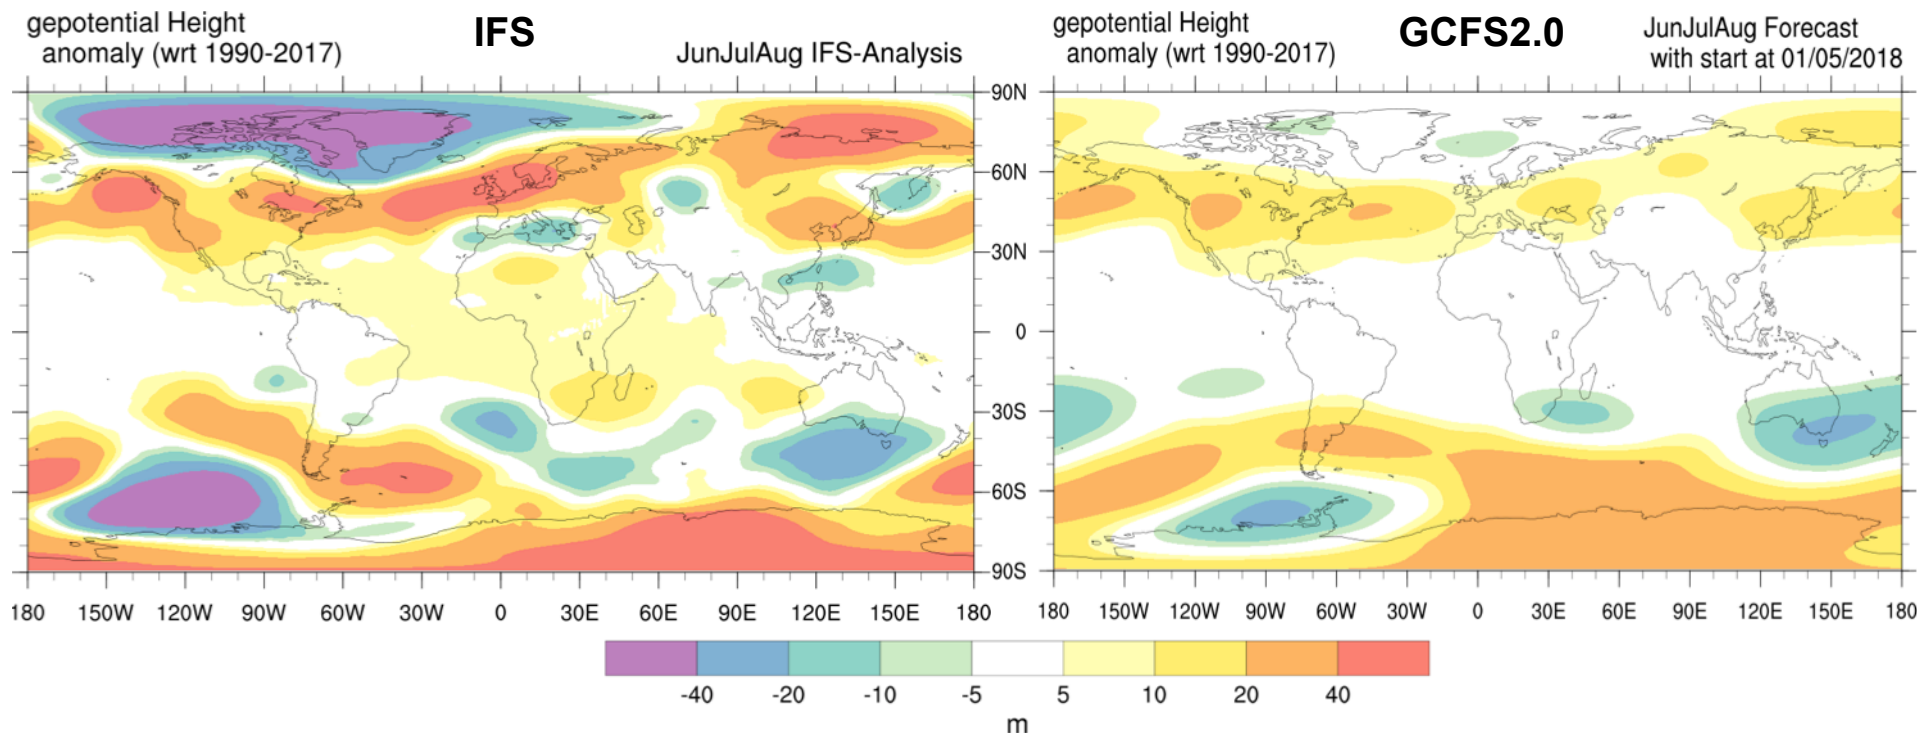 gepotential Height
anomaly (wrt 1990-2017)
IFS
JunJulAug IFS-Analysis
gepotential Height
anomaly (wrt 1990-2017)
GCFS2.0
JunJulAug Forecast
with start at 01/05/2018
90N
60N
30N
0
30S
60S
90S
180 150W 120W 90W 60W 30W 0 30E 60E 90E 120E 150E 180
180 150W 120W 90W 60W 30W 0 30E 60E 90E 120E 150E 180
-40 -20 -10 -5 5 10 20 40
m